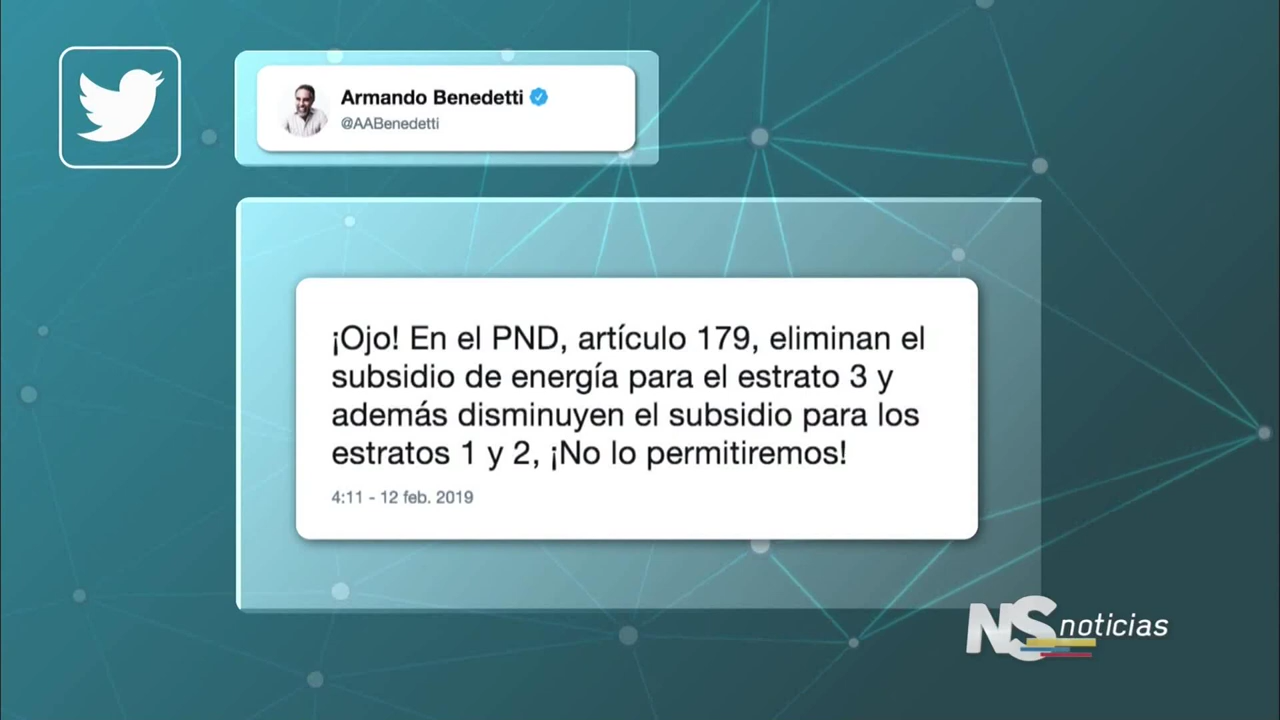 Armando Benedetti
@AABenedetti
¡Ojo! En el PND, artículo 179, eliminan el
subsidio de energía para el estrato 3 y
además disminuyen el subsidio para los
estratos 1 y 2, ¡No lo permitiremos!
4:11 - 12 feb. 2019
NS noticias